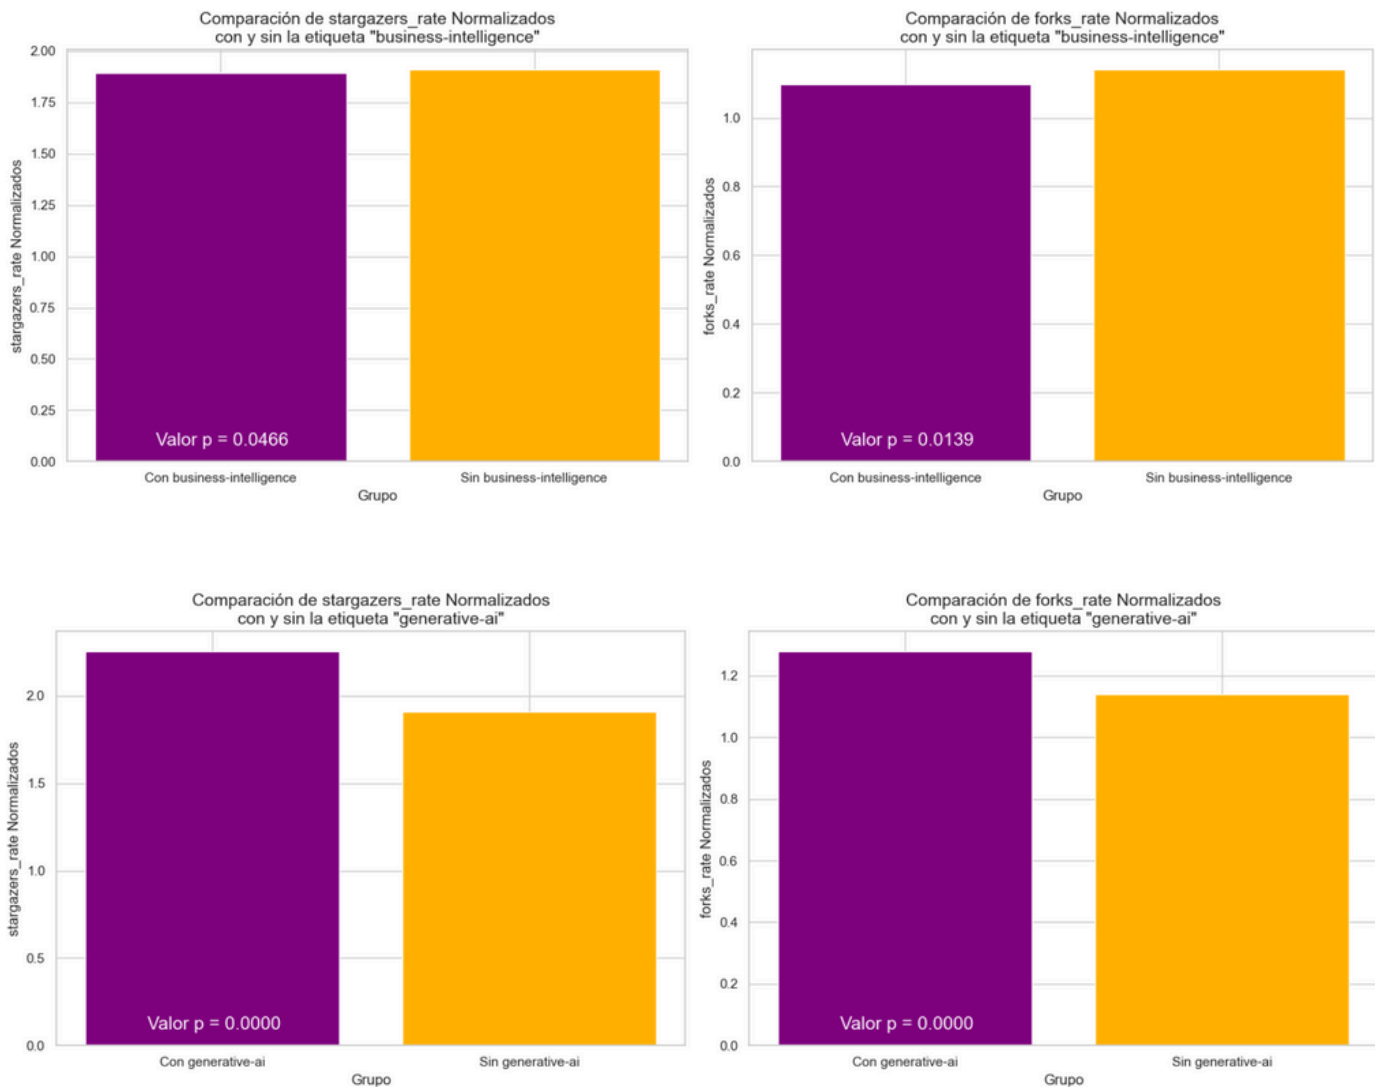 Comparación de stargazers_rate Normalizados
con y sin la etiqueta "business-intelligence"
2.00
1.75
1.50
1.25
1.00
0.75
0.50
0.25
0.00
stargazers_rate Normalizados
Valor p = 0.0466
Con business-intelligence
Sin business-intelligence
Grupo
Comparación de forks_rate Normalizados
con y sin la etiqueta "business-intelligence"
1.0
0.8
0.6
0.4
0.2
0.0
forks_rate Normalizados
Valor p = 0.0139
Con business-intelligence
Sin business-intelligence
Grupo
Comparación de stargazers_rate Normalizados
con y sin la etiqueta "generative-ai"
2.0
1.5
1.0
0.5
0.0
stargazers_rate Normalizados
Valor p = 0.0000
Con generative-ai
Sin generative-ai
Grupo
Comparación de forks_rate Normalizados
con y sin la etiqueta "generative-ai"
1.2
1.0
0.8
0.6
0.4
0.2
0.0
forks_rate Normalizados
Valor p = 0.0000
Con generative-ai
Sin generative-ai
Grupo